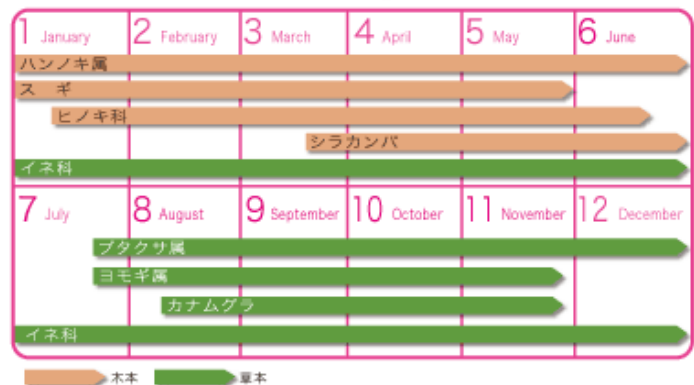 1 January 2 February 3 March 4 April 5 May 6 June
ハンノキ属
スギ
ヒノキ科
シラカンバ
イネ科
7 July 8 August 9 September 10 October 11 November 12 December
ブタクサ属
ヨモギ属
カナムグラ
イネ科
木本 草本